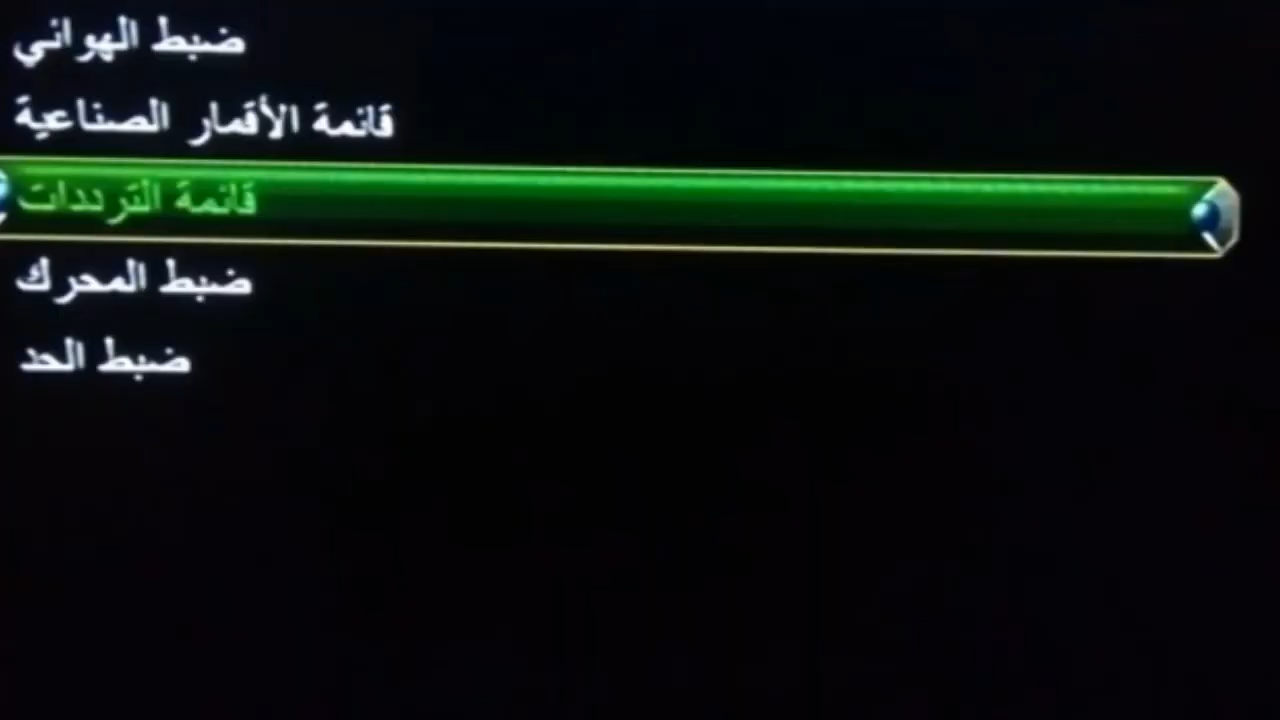 ضبط الهوائي
قائمة الأقمار الصناعية
قائمة الترددات
ضبط المحرك
ضبط الحد